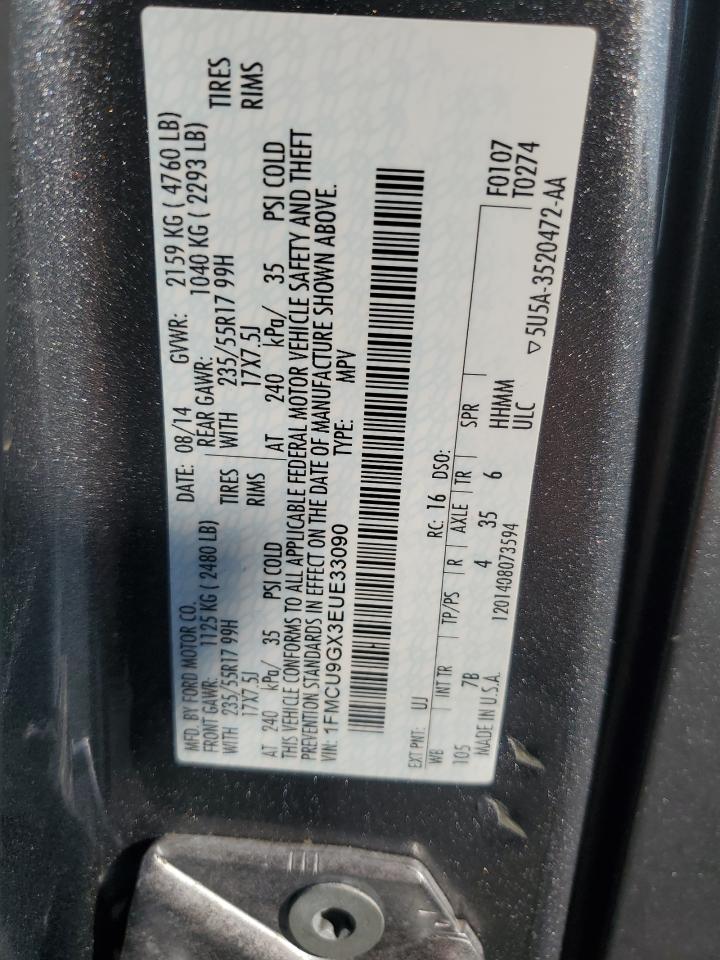 MFD. BY FORD MOTOR CO. DATE: 08/14 GVWR: 2159 KG ( 4760 LB)
FRONT GAWR: 1125 KG ( 2480 LB) REAR GAWR: 1040 KG ( 2293 LB)
WITH 235/55R17 99H TIRES WITH 235/55R17 99H TIRES
17X7.5J RIMS 17X7.5J RIMS
AT 240 kPa/ 35 PSI COLD AT 240 kPa/ 35 PSI COLD
THIS VEHICLE CONFORMS TO ALL APPLICABLE FEDERAL MOTOR VEHICLE SAFETY AND THEFT
PREVENTION STANDARDS IN EFFECT ON THE DATE OF MANUFACTURE SHOWN ABOVE.
VIN: 1FMCU9GX3EUE33090 TYPE: MPV
EXT PNT: UJ RC: 16 DSO:
WB INT TR TP/PS R AXLE TR SPR F0107
105 7B 4 35 6 HHMM T0274
MADE IN U.S.A. 1201408073594 ULC
▽5U5A-3520472-AA